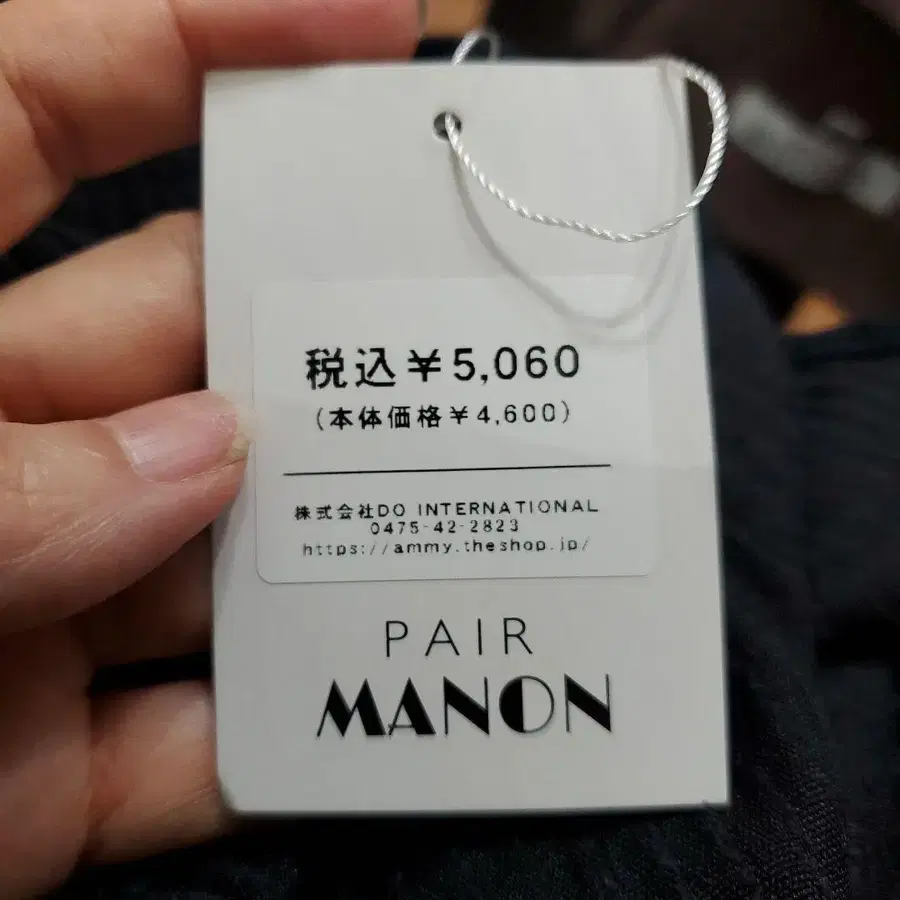 税込¥5,060
(本体価格¥4,600)
株式会社DO INTERNATIONAL
0475-42-2823
https://ammy.theshop.jp/
PAIR
MANON